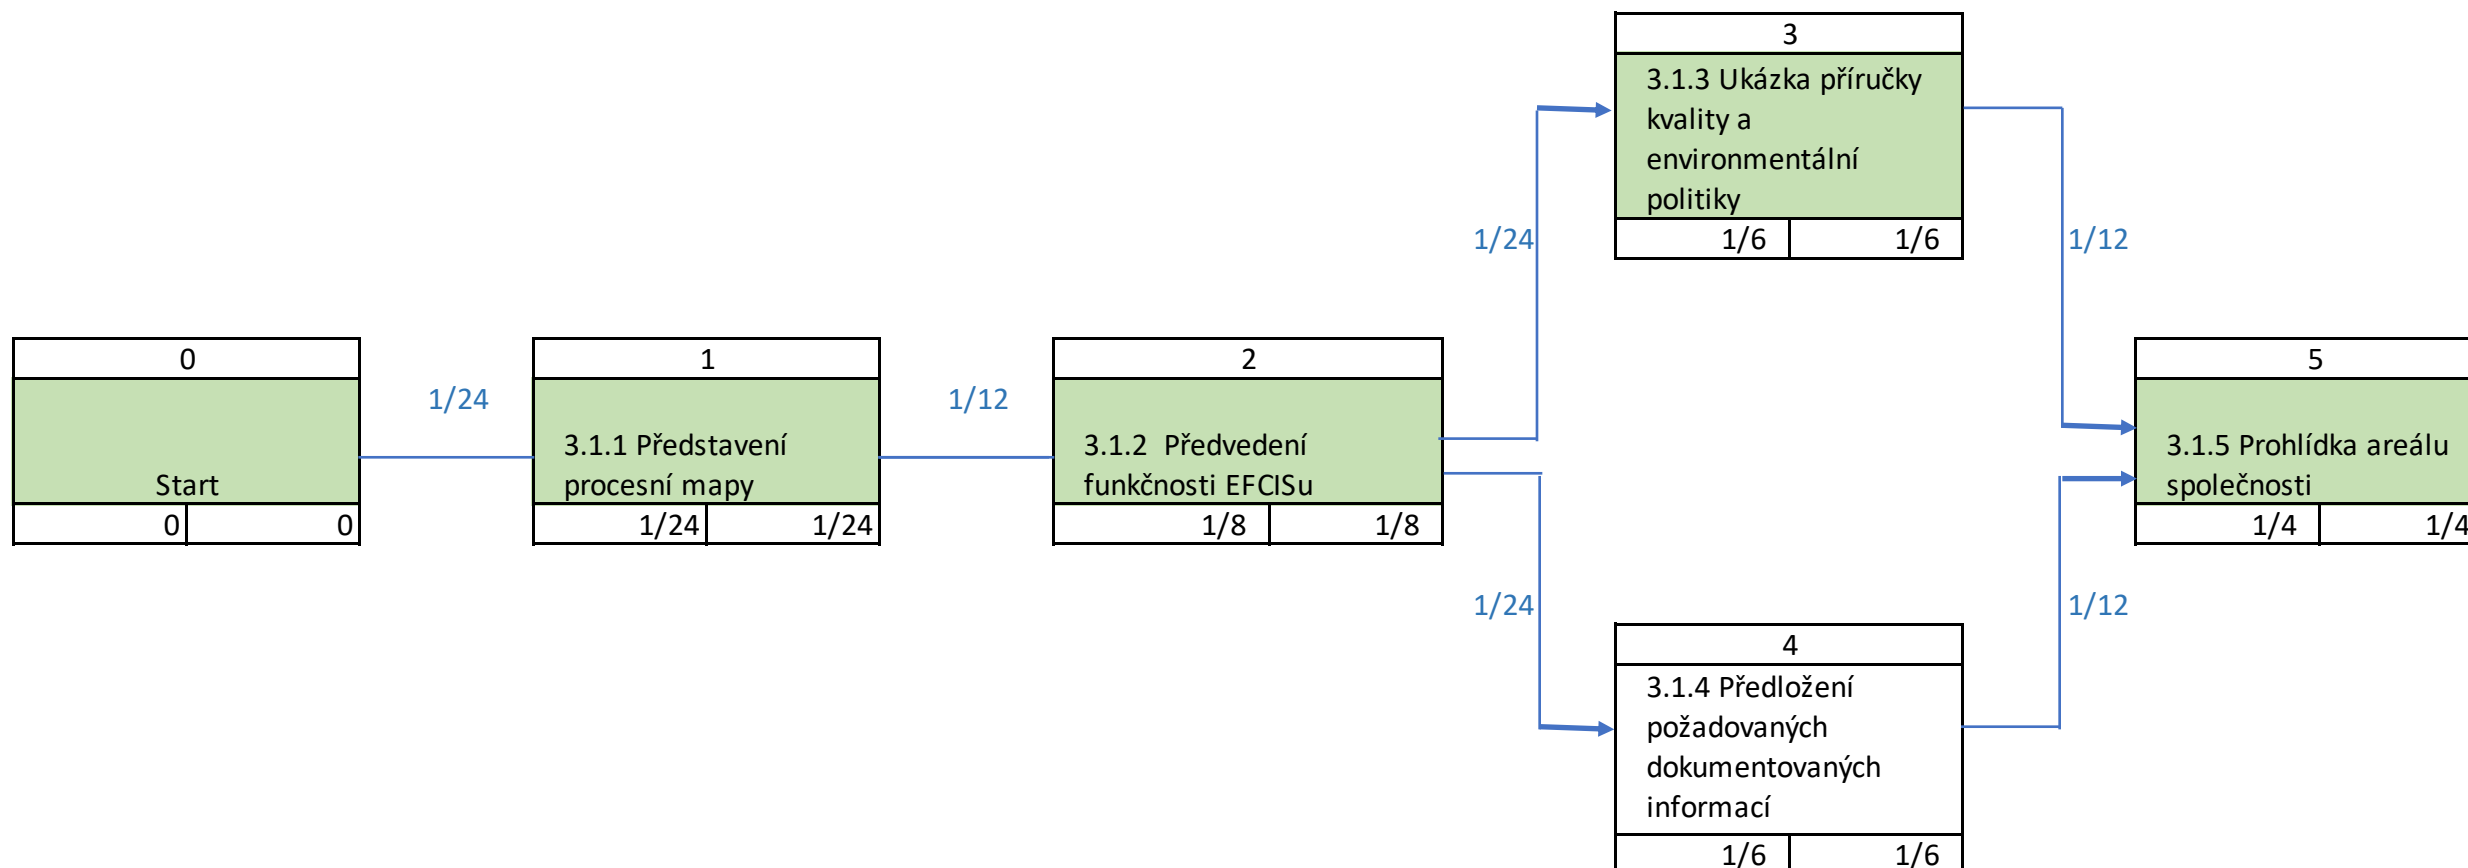 3
3.1.3 Ukázka příručky
kvality a
environmentální
politiky
1/6 1/6
1/24
1/12
0
Start
0 0
1/24
1
3.1.1 Představení
procesní mapy
1/24 1/24
1/12
2
3.1.2 Předvedení
funkčnosti EFCISu
1/8 1/8
5
3.1.5 Prohlídka areálu
společnosti
1/4 1/4
1/24
1/12
4
3.1.4 Předložení
požadovaných
dokumentovaných
informací
1/6 1/6